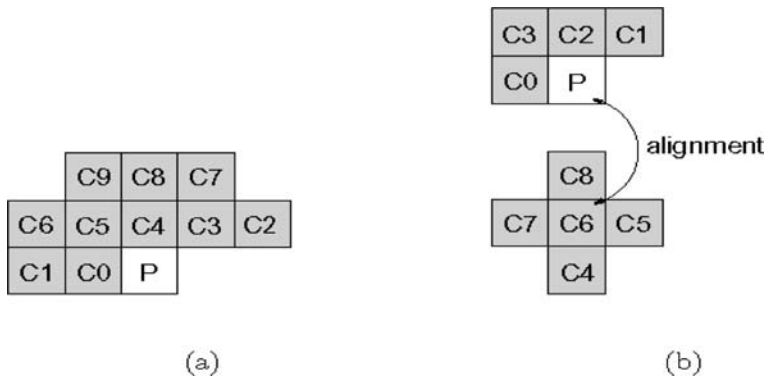 C3 C2 C1
C0 P
alignment
C8
C7 C6 C5
C4
C9 C8 C7
C6 C5 C4 C3 C2
C1 C0 P
(a)
(b)